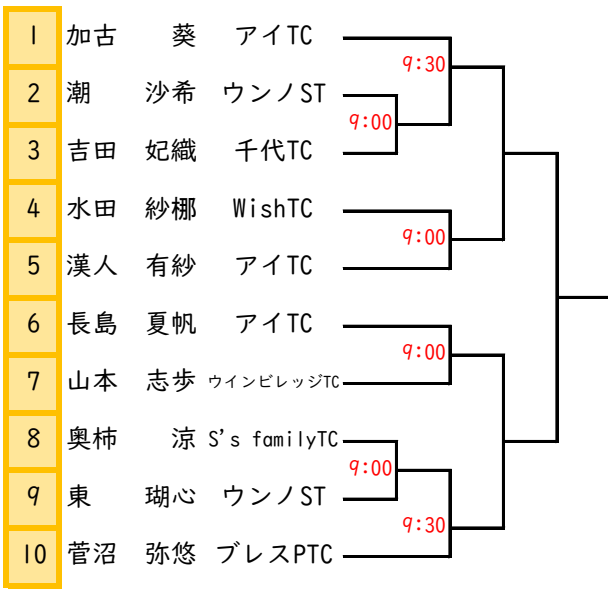 1 加古 葵 アイTC
9:30
2 潮 沙希 ウンノST
9:00
3 吉田 妃織 千代TC
4 水田 紗梛 WishTC
9:00
5 漢人 有紗 アイTC
6 長島 夏帆 アイTC
9:00
7 山本 志歩 ウインビレッジTC
8 奥柿 涼 S's familyTC
9:00
9 東 瑚心 ウンノST
9:30
10 菅沼 弥悠 ブレスPTC